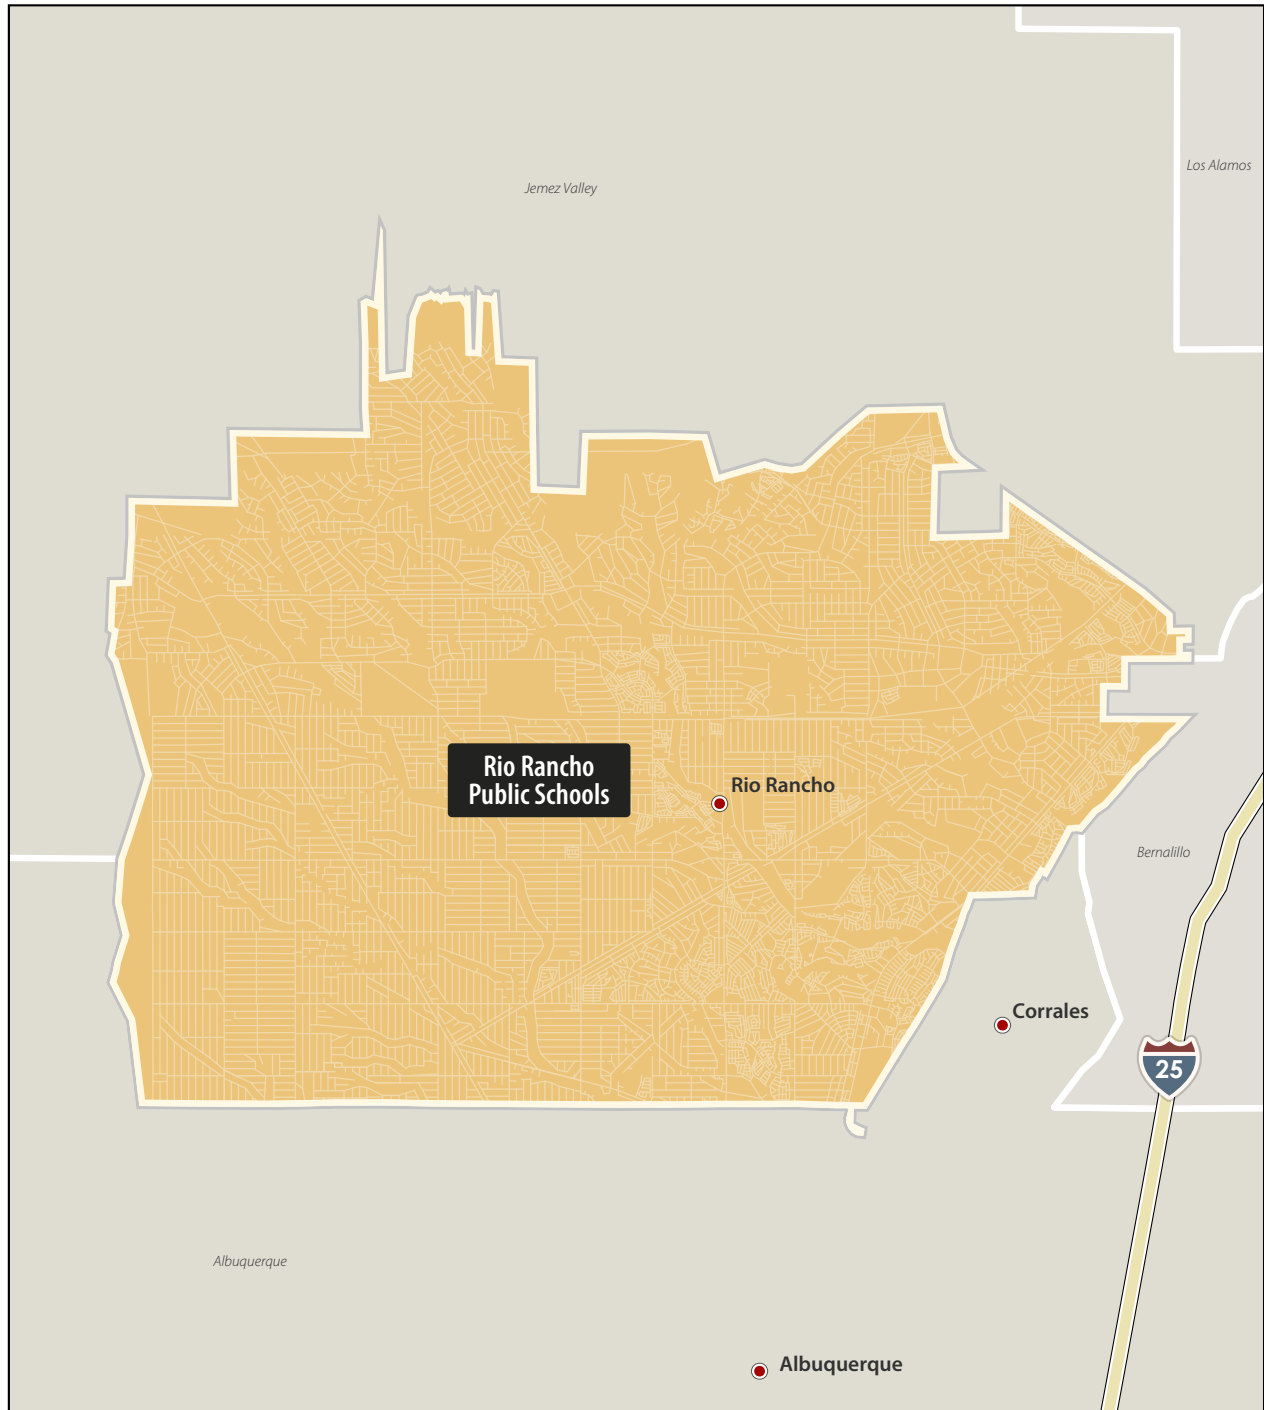 Los Alamos
Jemez Valley
Rio Rancho
Public Schools
Rio Rancho
Bernalillo
Corrales
25
Albuquerque
Albuquerque